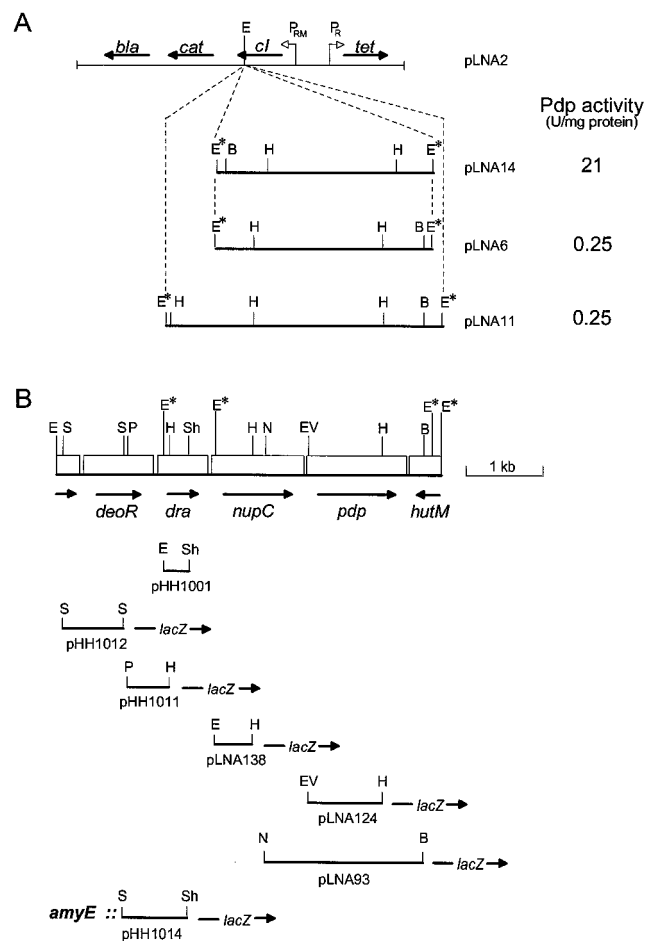 A
E P_RM P_R
bla cat cI tet pLNA2
Pdp activity
(U/mg protein)
E* B H H E*
pLNA14 21
E* H H B E*
pLNA6 0.25
E* H H H B E*
pLNA11 0.25
B
E* E* E* E*
E S S P H Sh H N EV H B
1 kb
deoR dra nupC pdp hutM
E Sh
pHH1001
S S
lacZ
pHH1012
P H
lacZ
pHH1011
E H
lacZ
pLNA138
EV H
lacZ
pLNA124
N B
lacZ
pLNA93
S Sh
amyE :: lacZ
pHH1014